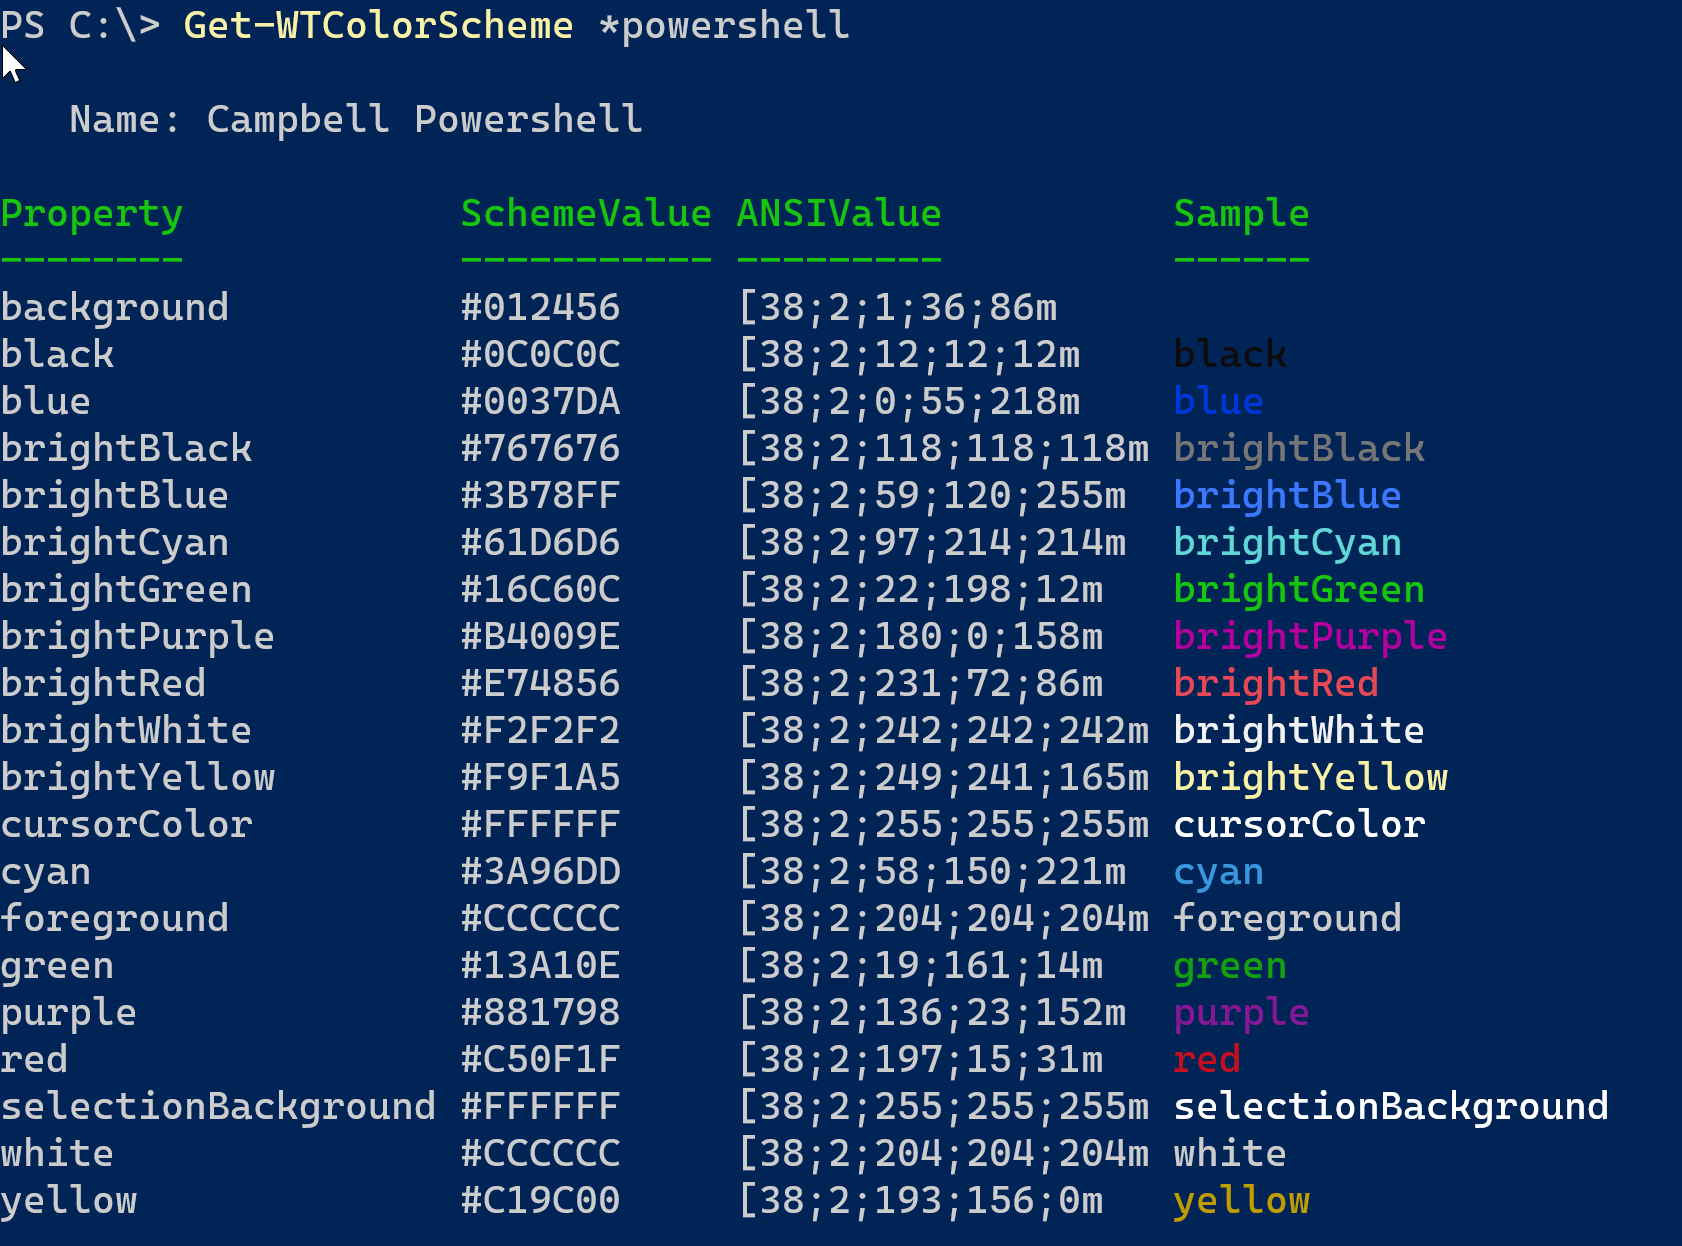 PS C:\> Get-WTColorScheme *powershell
Name: Campbell Powershell
Property SchemeValue ANSIValue Sample
-------- ----------- --------- ------
background #012456 [38;2;1;36;86m
black #0C0C0C [38;2;12;12;12m black
blue #0037DA [38;2;0;55;218m blue
brightBlack #767676 [38;2;118;118;118m brightBlack
brightBlue #3B78FF [38;2;59;120;255m brightBlue
brightCyan #61D6D6 [38;2;97;214;214m brightCyan
brightGreen #16C60C [38;2;22;198;12m brightGreen
brightPurple #B4009E [38;2;180;0;158m brightPurple
brightRed #E74856 [38;2;231;72;86m brightRed
brightWhite #F2F2F2 [38;2;242;242;242m brightWhite
brightYellow #F9F1A5 [38;2;249;241;165m brightYellow
cursorColor #FFFFFF [38;2;255;255;255m cursorColor
cyan #3A96DD [38;2;58;150;221m cyan
foreground #CCCCCC [38;2;204;204;204m foreground
green #13A10E [38;2;19;161;14m green
purple #881798 [38;2;136;23;152m purple
red #C50F1F [38;2;197;15;31m red
selectionBackground #FFFFFF [38;2;255;255;255m selectionBackground
white #CCCCCC [38;2;204;204;204m white
yellow #C19C00 [38;2;193;156;0m yellow